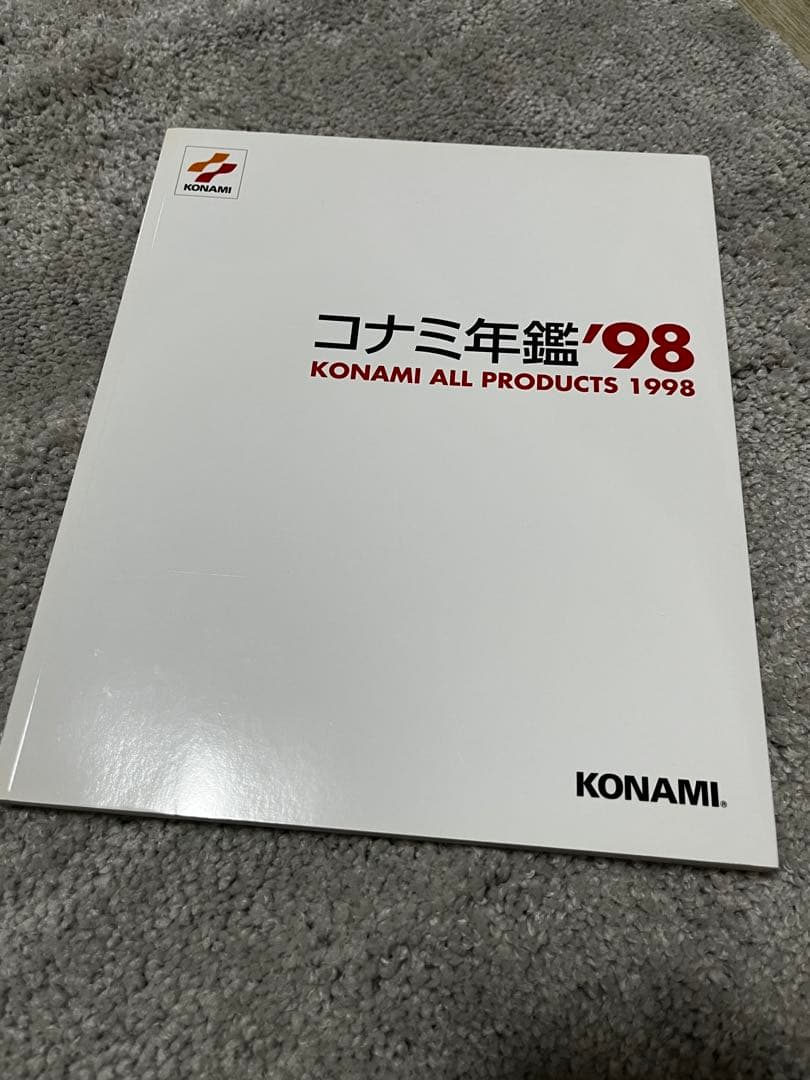 KONAMI
コナミ年鑑'98
KONAMI ALL PRODUCTS 1998
KONAMI®